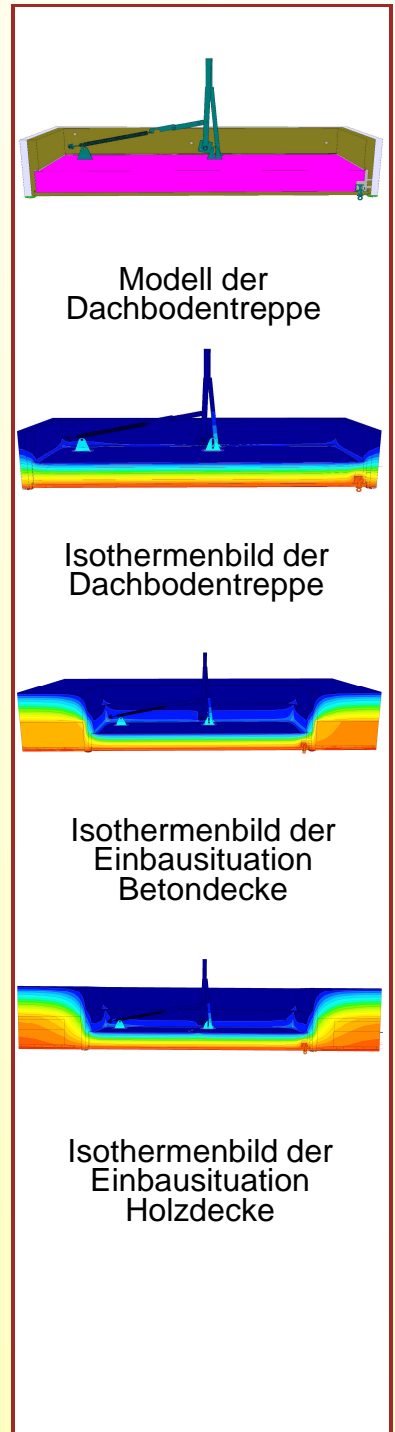 Modell der
Dachbodentreppe
Isothermenbild der
Dachbodentreppe
Isothermenbild der
Einbausituation
Betondecke
Isothermenbild der
Einbausituation
Holzdecke